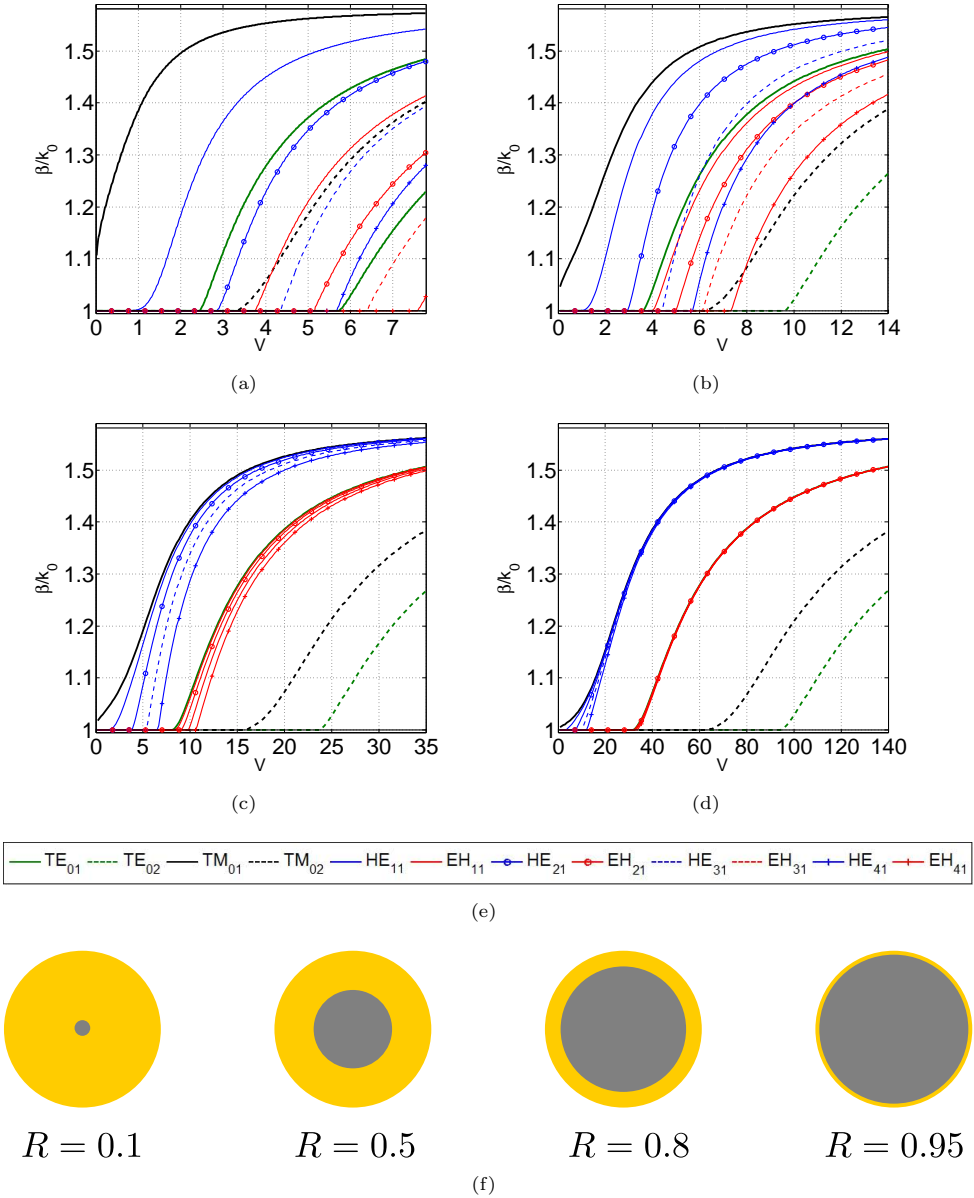 1.5
1.4
1.3
1.2
1.1
1
β/k0
0 1 2 3 4 5 6 7
V
(a)
1.5
1.4
1.3
1.2
1.1
1
β/k0
0 2 4 6 8 10 12 14
V
(b)
1.5
1.4
1.3
1.2
1.1
1
β/k0
0 5 10 15 20 25 30 35
V
(c)
1.5
1.4
1.3
1.2
1.1
1
β/k0
0 20 40 60 80 100 120 140
V
(d)
TE01 TE02 TM01 TM02 HE11 EH11 HE21 EH21 HE31 EH31 HE41 EH41
(e)
R = 0.1 R = 0.5 R = 0.8 R = 0.95
(f)